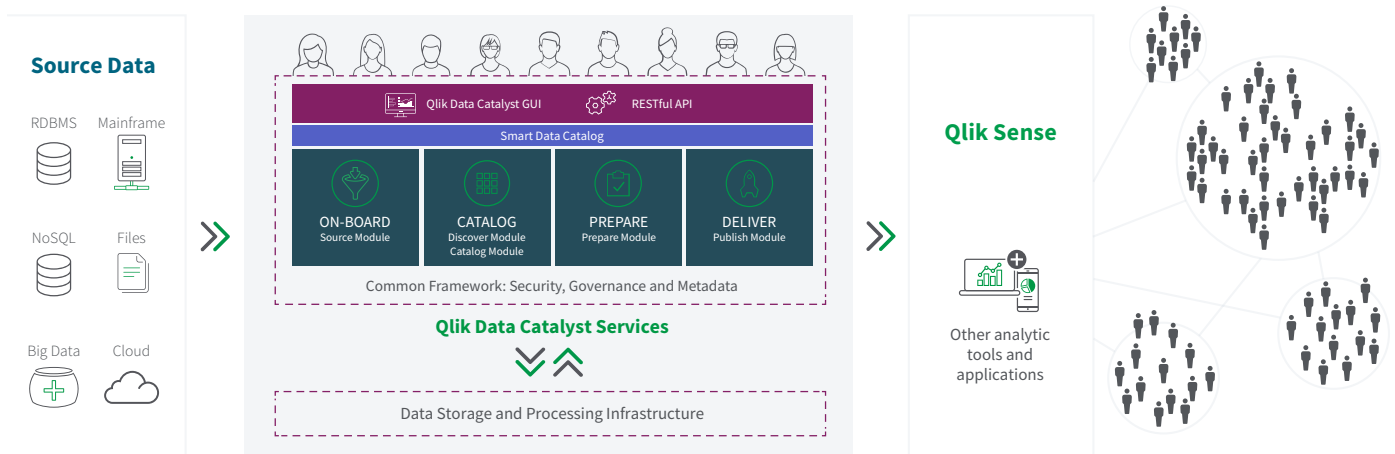 Source Data
RDBMS
Mainframe
NoSQL
Files
Big Data
Cloud
Qlik Data Catalyst GUI
RESTful API
Smart Data Catalog
ON-BOARD
Source Module
CATALOG
Discover Module
Catalog Module
PREPARE
Prepare Module
DELIVER
Publish Module
Common Framework: Security, Governance and Metadata
Qlik Data Catalyst Services
Data Storage and Processing Infrastructure
Qlik Sense
Other analytic
tools and
applications